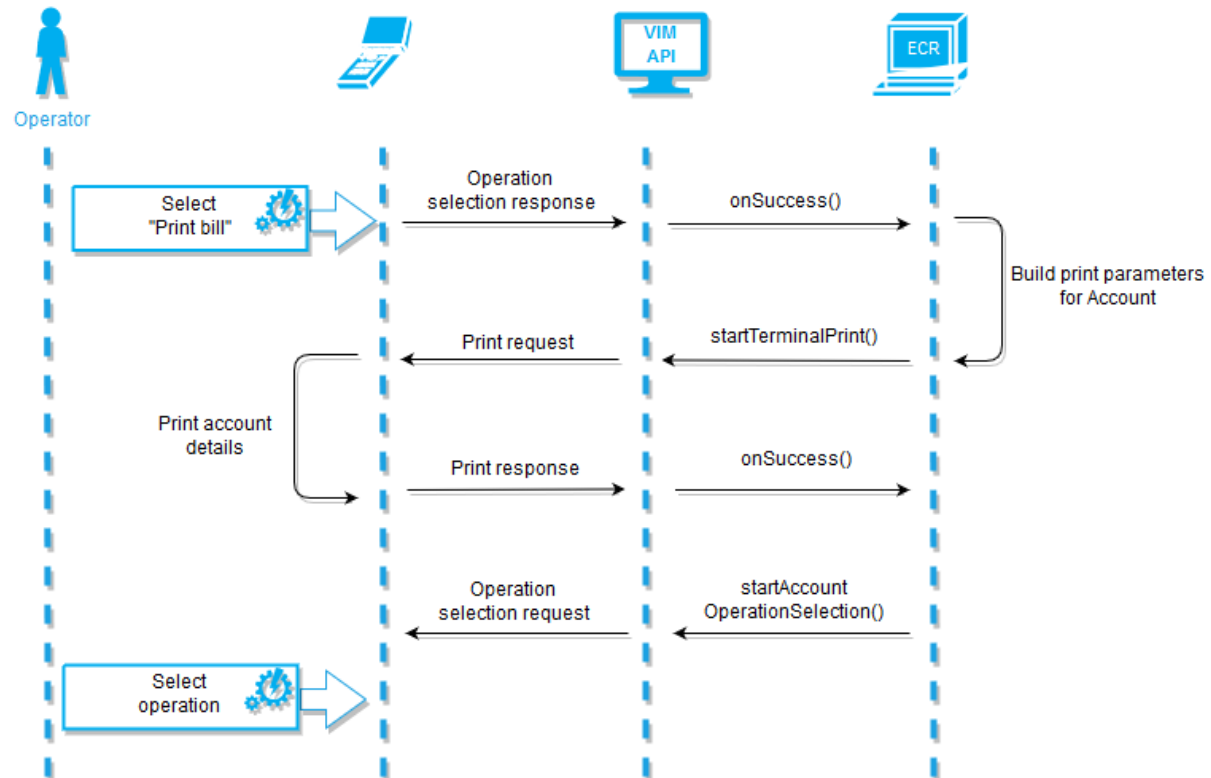 VIM
API
ECR
Operator
Select
"Print bill"
Operation
selection response
onSuccess()
Build print parameters
for Account
Print request
startTerminalPrint()
Print account
details
Print response
onSuccess()
Operation
selection request
startAccount
OperationSelection()
Select
operation